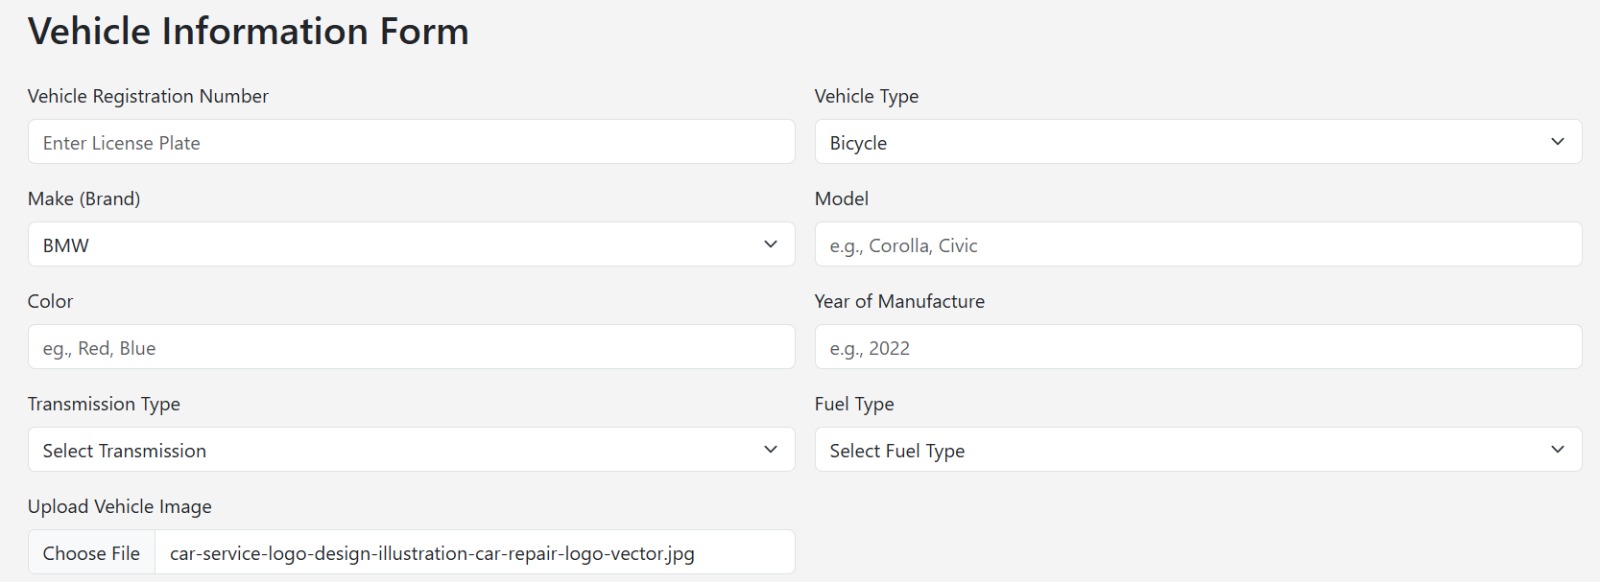 Vehicle Information Form
Vehicle Registration Number
Enter License Plate
Vehicle Type
Bicycle
Make (Brand)
BMW
Model
e.g., Corolla, Civic
Color
eg., Red, Blue
Year of Manufacture
e.g., 2022
Transmission Type
Select Transmission
Fuel Type
Select Fuel Type
Upload Vehicle Image
Choose File car-service-logo-design-illustration-car-repair-logo-vector.jpg